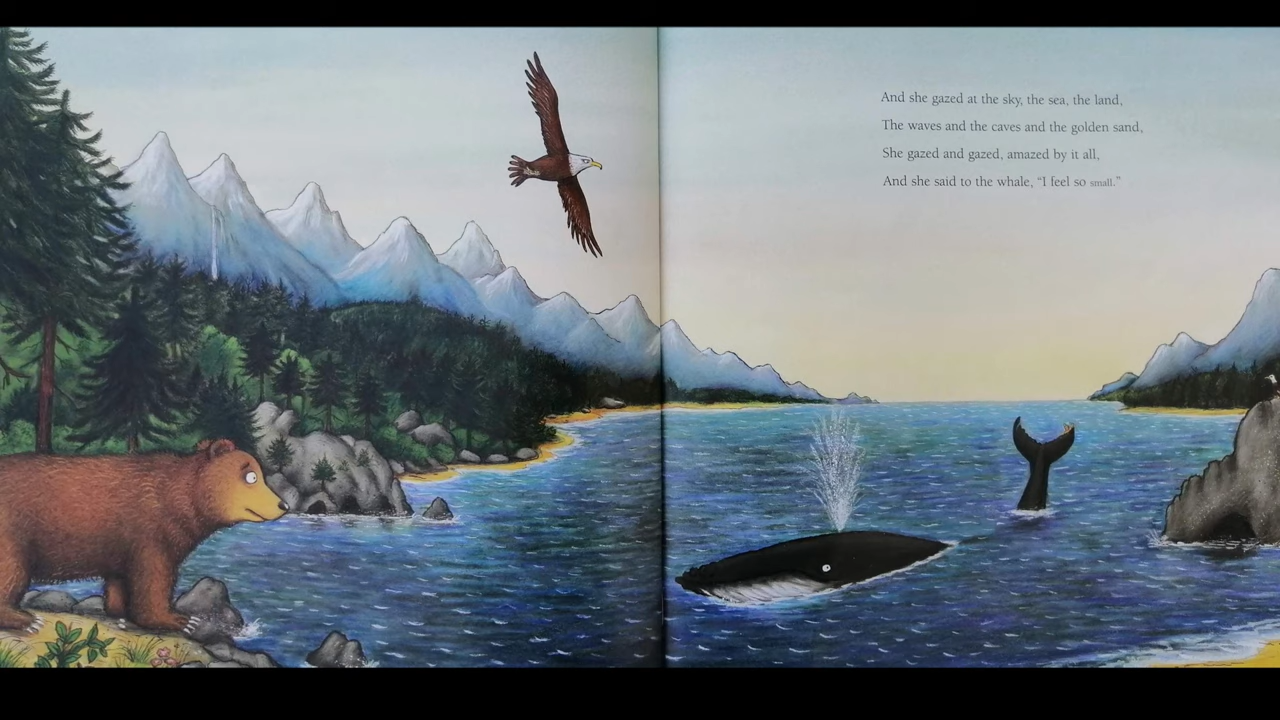 And she gazed at the sky, the sea, the land,
The waves and the caves and the golden sand,
She gazed and gazed, amazed by it all,
And she said to the whale, “I feel so small.”